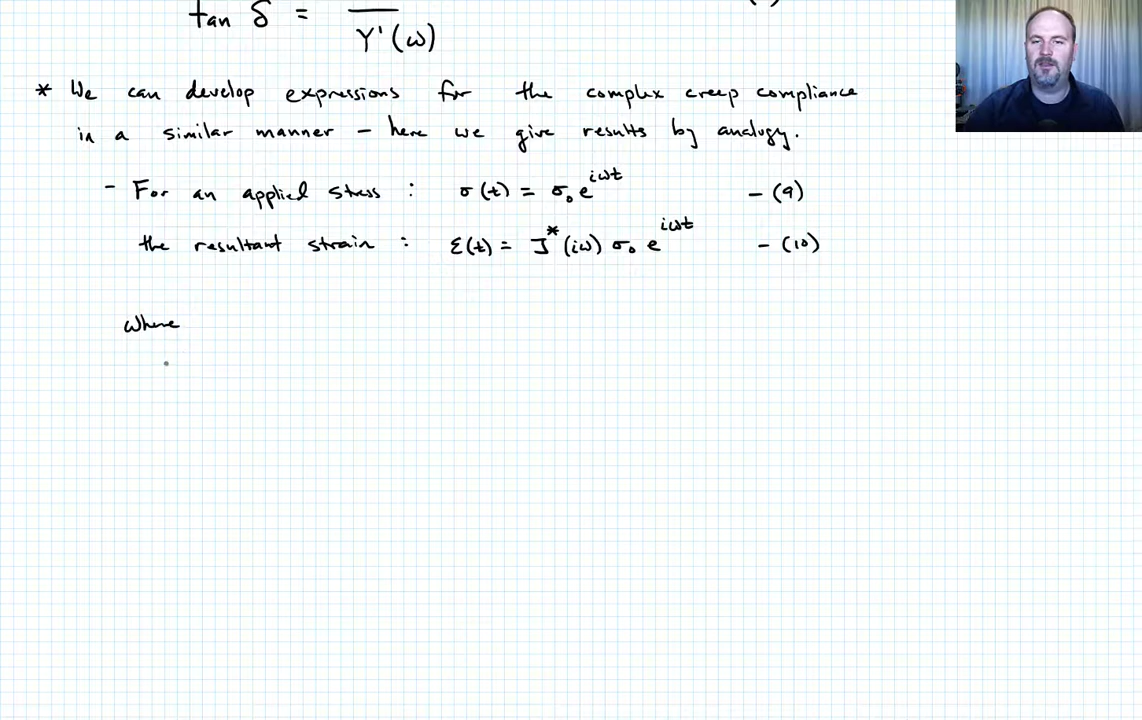 tan δ = ― / Y'(ω)
* We can develop expressions for the complex creep compliance
in a similar manner – here we give results by analogy.
- For an applied stress : σ(t) = σ₀ e^{iωt} – (9)
the resultant strain : ε(t) = J*(iω) σ₀ e^{iωt} – (10)
where